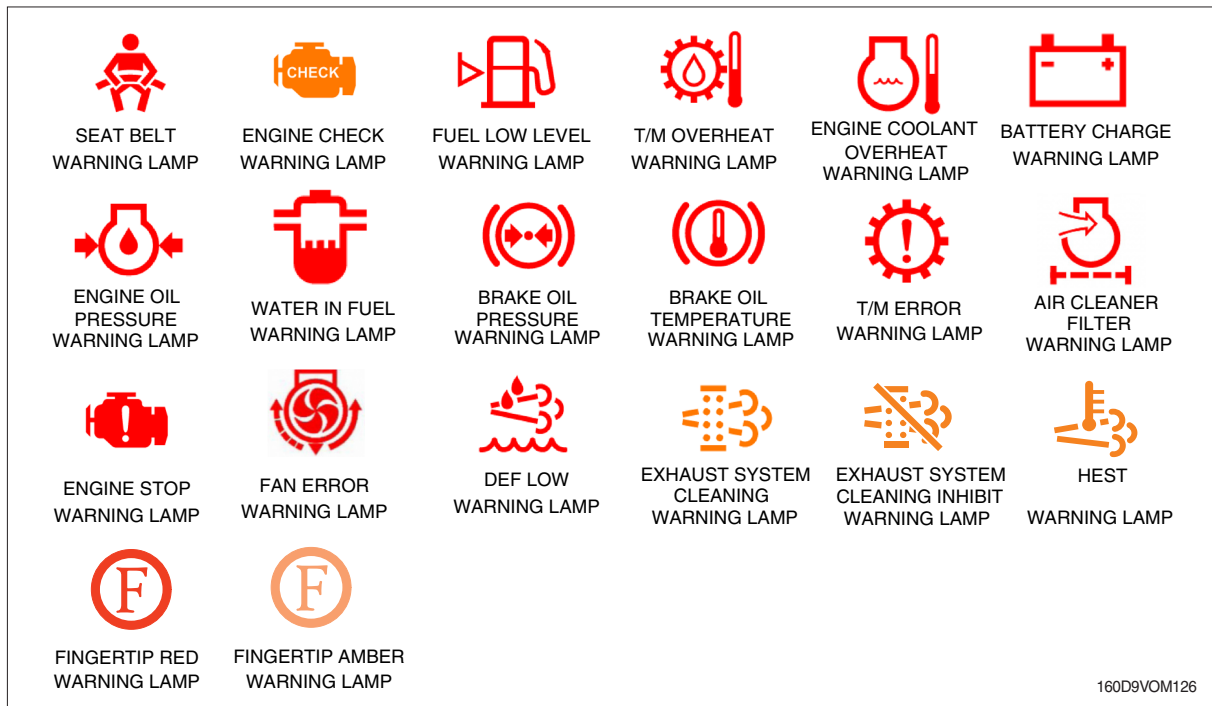 CHECK
SEAT BELT
WARNING LAMP
ENGINE CHECK
WARNING LAMP
FUEL LOW LEVEL
WARNING LAMP
T/M OVERHEAT
WARNING LAMP
ENGINE COOLANT
OVERHEAT
WARNING LAMP
BATTERY CHARGE
WARNING LAMP
ENGINE OIL
PRESSURE
WARNING LAMP
WATER IN FUEL
WARNING LAMP
BRAKE OIL
PRESSURE
WARNING LAMP
BRAKE OIL
TEMPERATURE
WARNING LAMP
T/M ERROR
WARNING LAMP
AIR CLEANER
FILTER
WARNING LAMP
ENGINE STOP
WARNING LAMP
FAN ERROR
WARNING LAMP
DEF LOW
WARNING LAMP
EXHAUST SYSTEM
CLEANING
WARNING LAMP
EXHAUST SYSTEM
CLEANING INHIBIT
WARNING LAMP
HEST
WARNING LAMP
F
FINGERTIP RED
WARNING LAMP
F
FINGERTIP AMBER
WARNING LAMP
160D9VOM126